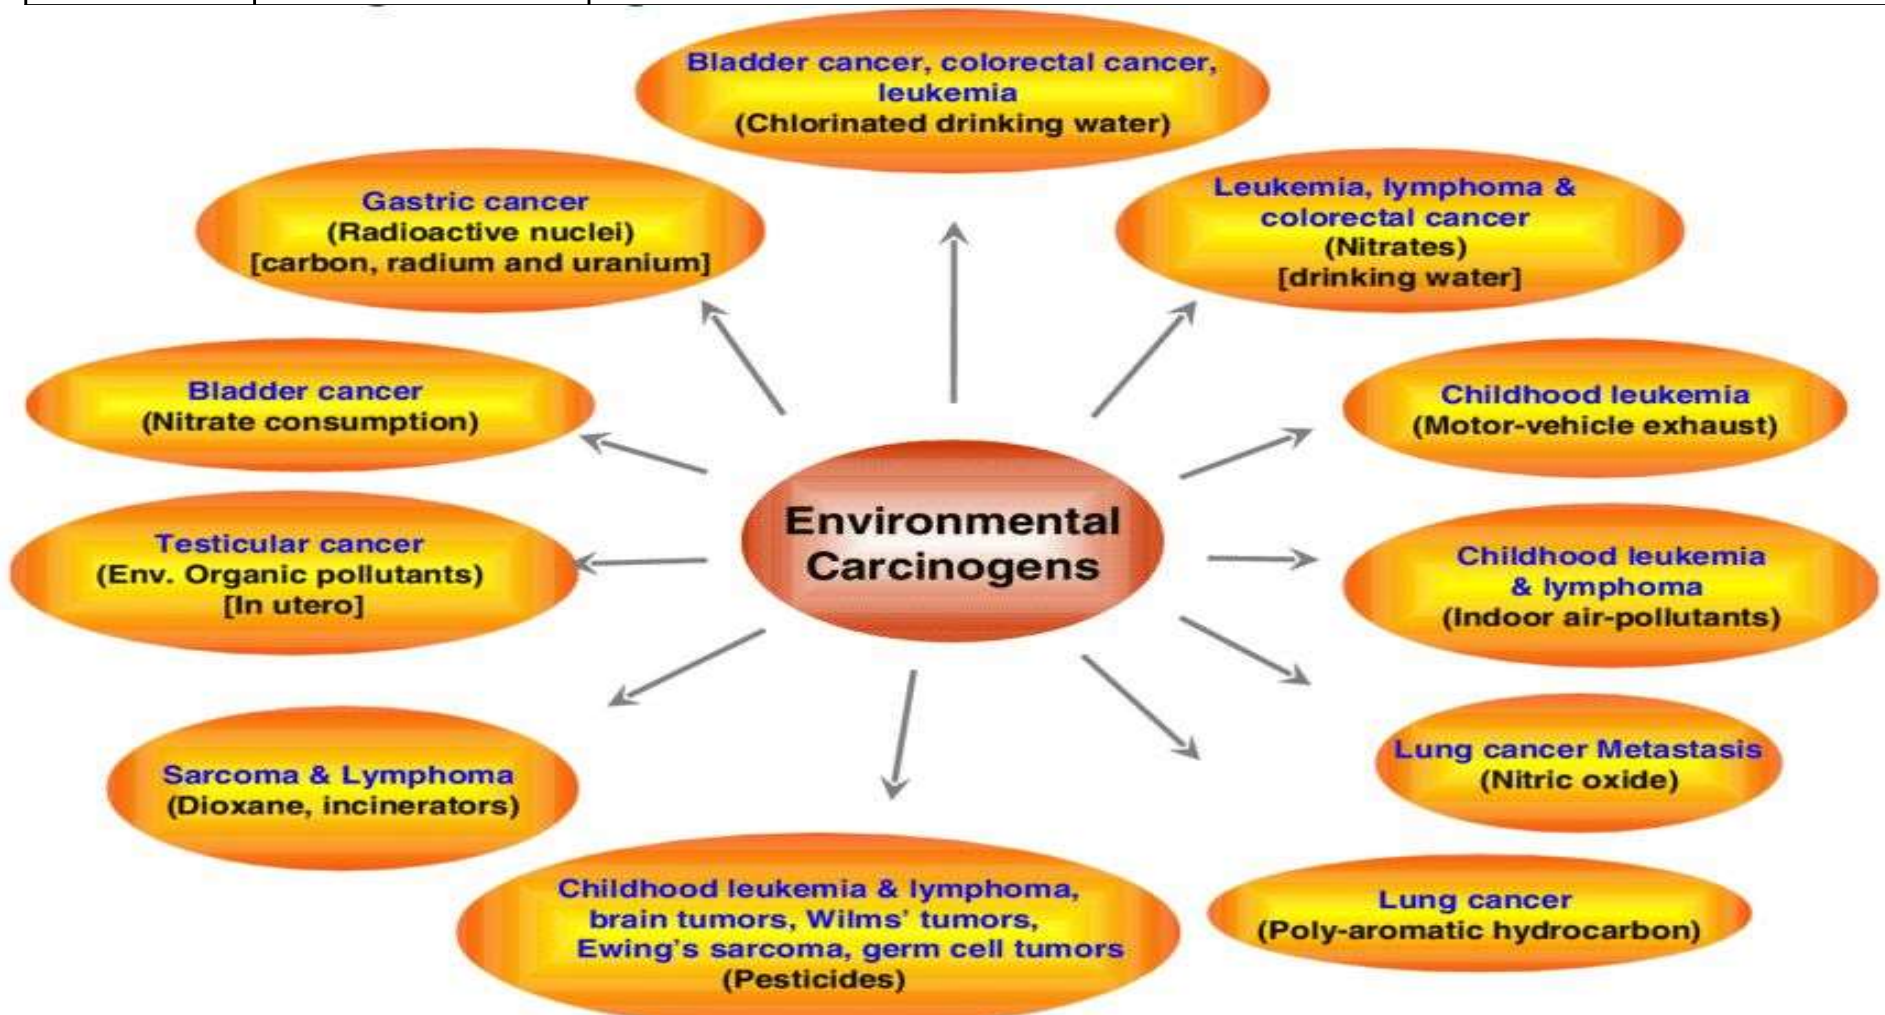 Bladder cancer, colorectal cancer,
leukemia
(Chlorinated drinking water)
Gastric cancer
(Radioactive nuclei)
[carbon, radium and uranium]
Leukemia, lymphoma &
colorectal cancer
(Nitrates)
[drinking water]
Bladder cancer
(Nitrate consumption)
Childhood leukemia
(Motor-vehicle exhaust)
Environmental
Carcinogens
Testicular cancer
(Env. Organic pollutants)
[In utero]
Childhood leukemia
& lymphoma
(Indoor air-pollutants)
Sarcoma & Lymphoma
(Dioxane, incinerators)
Lung cancer Metastasis
(Nitric oxide)
Childhood leukemia & lymphoma,
brain tumors, Wilms' tumors,
Ewing's sarcoma, germ cell tumors
(Pesticides)
Lung cancer
(Poly-aromatic hydrocarbon)